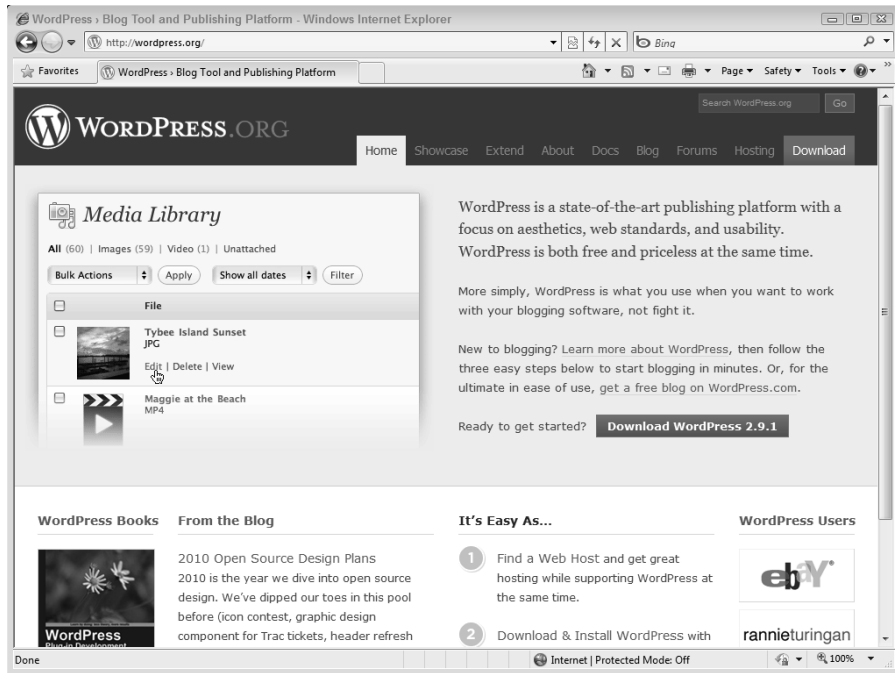 WordPress › Blog Tool and Publishing Platform - Windows Internet Explorer
http://wordpress.org/
Bing
Favorites
WordPress › Blog Tool and Publishing Platform
Page Safety Tools
WORDPRESS.ORG
Search WordPress.org
Go
Home Showcase Extend About Docs Blog Forums Hosting Download
Media Library
All (60) | Images (59) | Video (1) | Unattached
Bulk Actions Apply Show all dates Filter
File
Tybee Island Sunset
JPG
Edit | Delete | View
Maggie at the Beach
MP4
WordPress is a state-of-the-art publishing platform with a
focus on aesthetics, web standards, and usability.
WordPress is both free and priceless at the same time.
More simply, WordPress is what you use when you want to work
with your blogging software, not fight it.
New to blogging? Learn more about WordPress, then follow the
three easy steps below to start blogging in minutes. Or, for the
ultimate in ease of use, get a free blog on WordPress.com.
Ready to get started? Download WordPress 2.9.1
WordPress Books
WordPress
Plug-in Development
From the Blog
2010 Open Source Design Plans
2010 is the year we dive into open source
design. We've dipped our toes in this pool
before (icon contest, graphic design
component for Trac tickets, header refresh
It's Easy As...
1 Find a Web Host and get great
hosting while supporting WordPress at
the same time.
2 Download & Install WordPress with
WordPress Users
ebay
rannieturingan
Done
Internet | Protected Mode: Off
100%